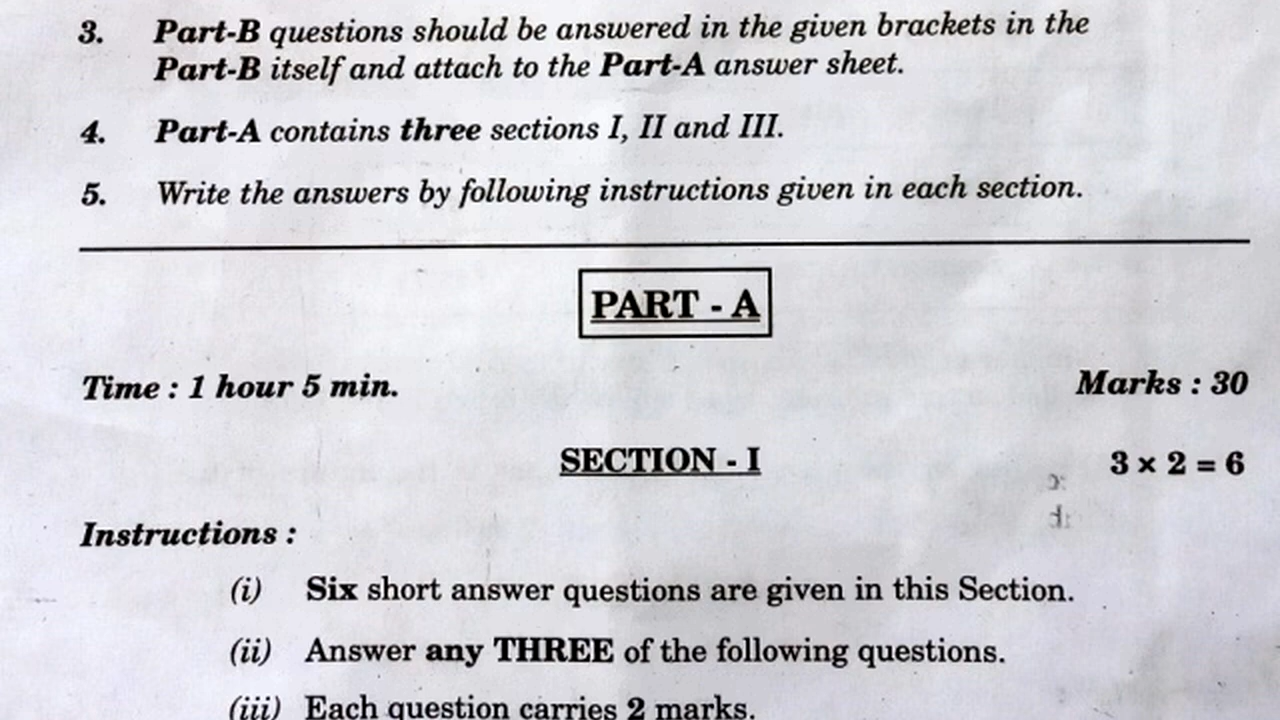 3. Part-B questions should be answered in the given brackets in the
Part-B itself and attach to the Part-A answer sheet.
4. Part-A contains three sections I, II and III.
5. Write the answers by following instructions given in each section.
PART - A
Time : 1 hour 5 min. Marks : 30
SECTION - I 3 × 2 = 6
Instructions :
(i) Six short answer questions are given in this Section.
(ii) Answer any THREE of the following questions.
(iii) Each question carries 2 marks.